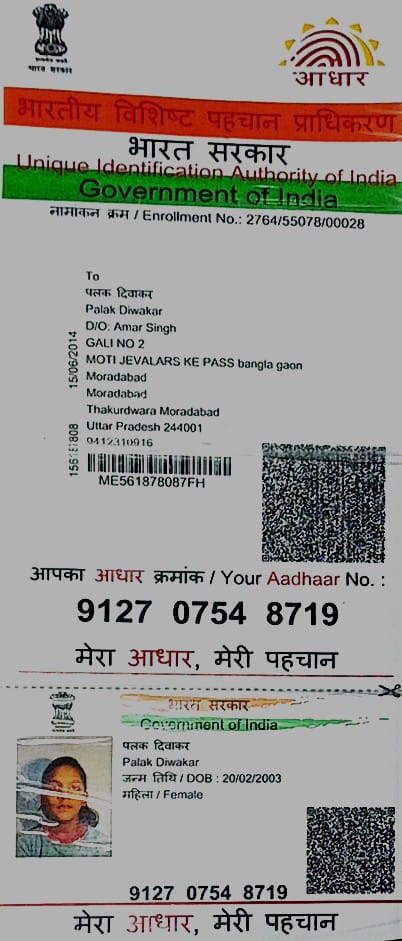 भारत सरकार
आधार
भारतीय विशिष्ट पहचान प्राधिकरण
भारत सरकार
Unique Identification Authority of India
Government of India
नामांकन क्रम / Enrollment No.: 2764/55078/00028
To
पलक दिवाकर
Palak Diwakar
D/O: Amar Singh
GALI NO 2
MOTI JEVALARS KE PASS bangla gaon
Moradabad
Moradabad
Thakurdwara Moradabad
Uttar Pradesh 244001
0412310916
15/06/2014
ME561878087FH
आपका आधार क्रमांक / Your Aadhaar No. :
9127 0754 8719
मेरा आधार, मेरी पहचान
भारत सरकार
Government of India
पलक दिवाकर
Palak Diwakar
जन्म तिथि / DOB : 20/02/2003
महिला / Female
9127 0754 8719
मेरा आधार, मेरी पहचान